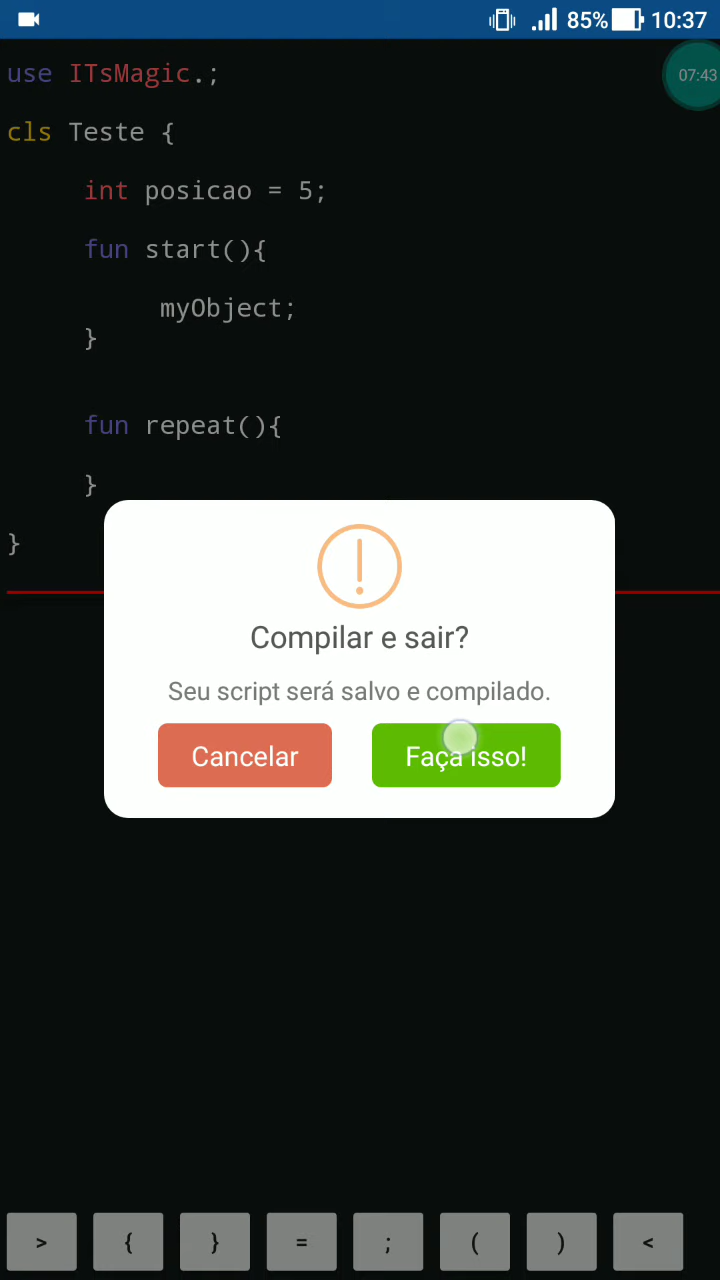 85% 10:37
use ITsMagic.;
07:43
cls Teste {
int posicao = 5;
fun start(){
myObject;
}
fun repeat(){
}
}
Compilar e sair?
Seu script será salvo e compilado.
Cancelar Faça isso!
> { } = ; ( ) <